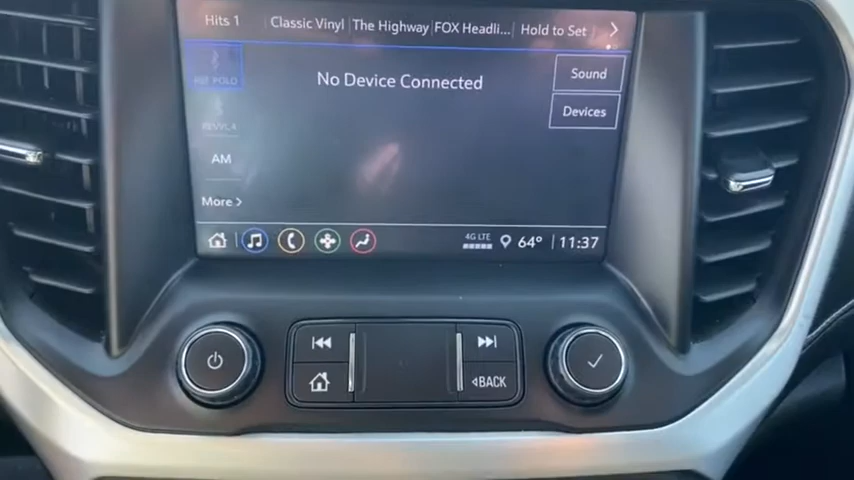 Hits 1 Classic Vinyl The Highway FOX Headli... Hold to Set
No Device Connected
Sound
Devices
AM
More >
4G LTE
64° 11:37
BACK